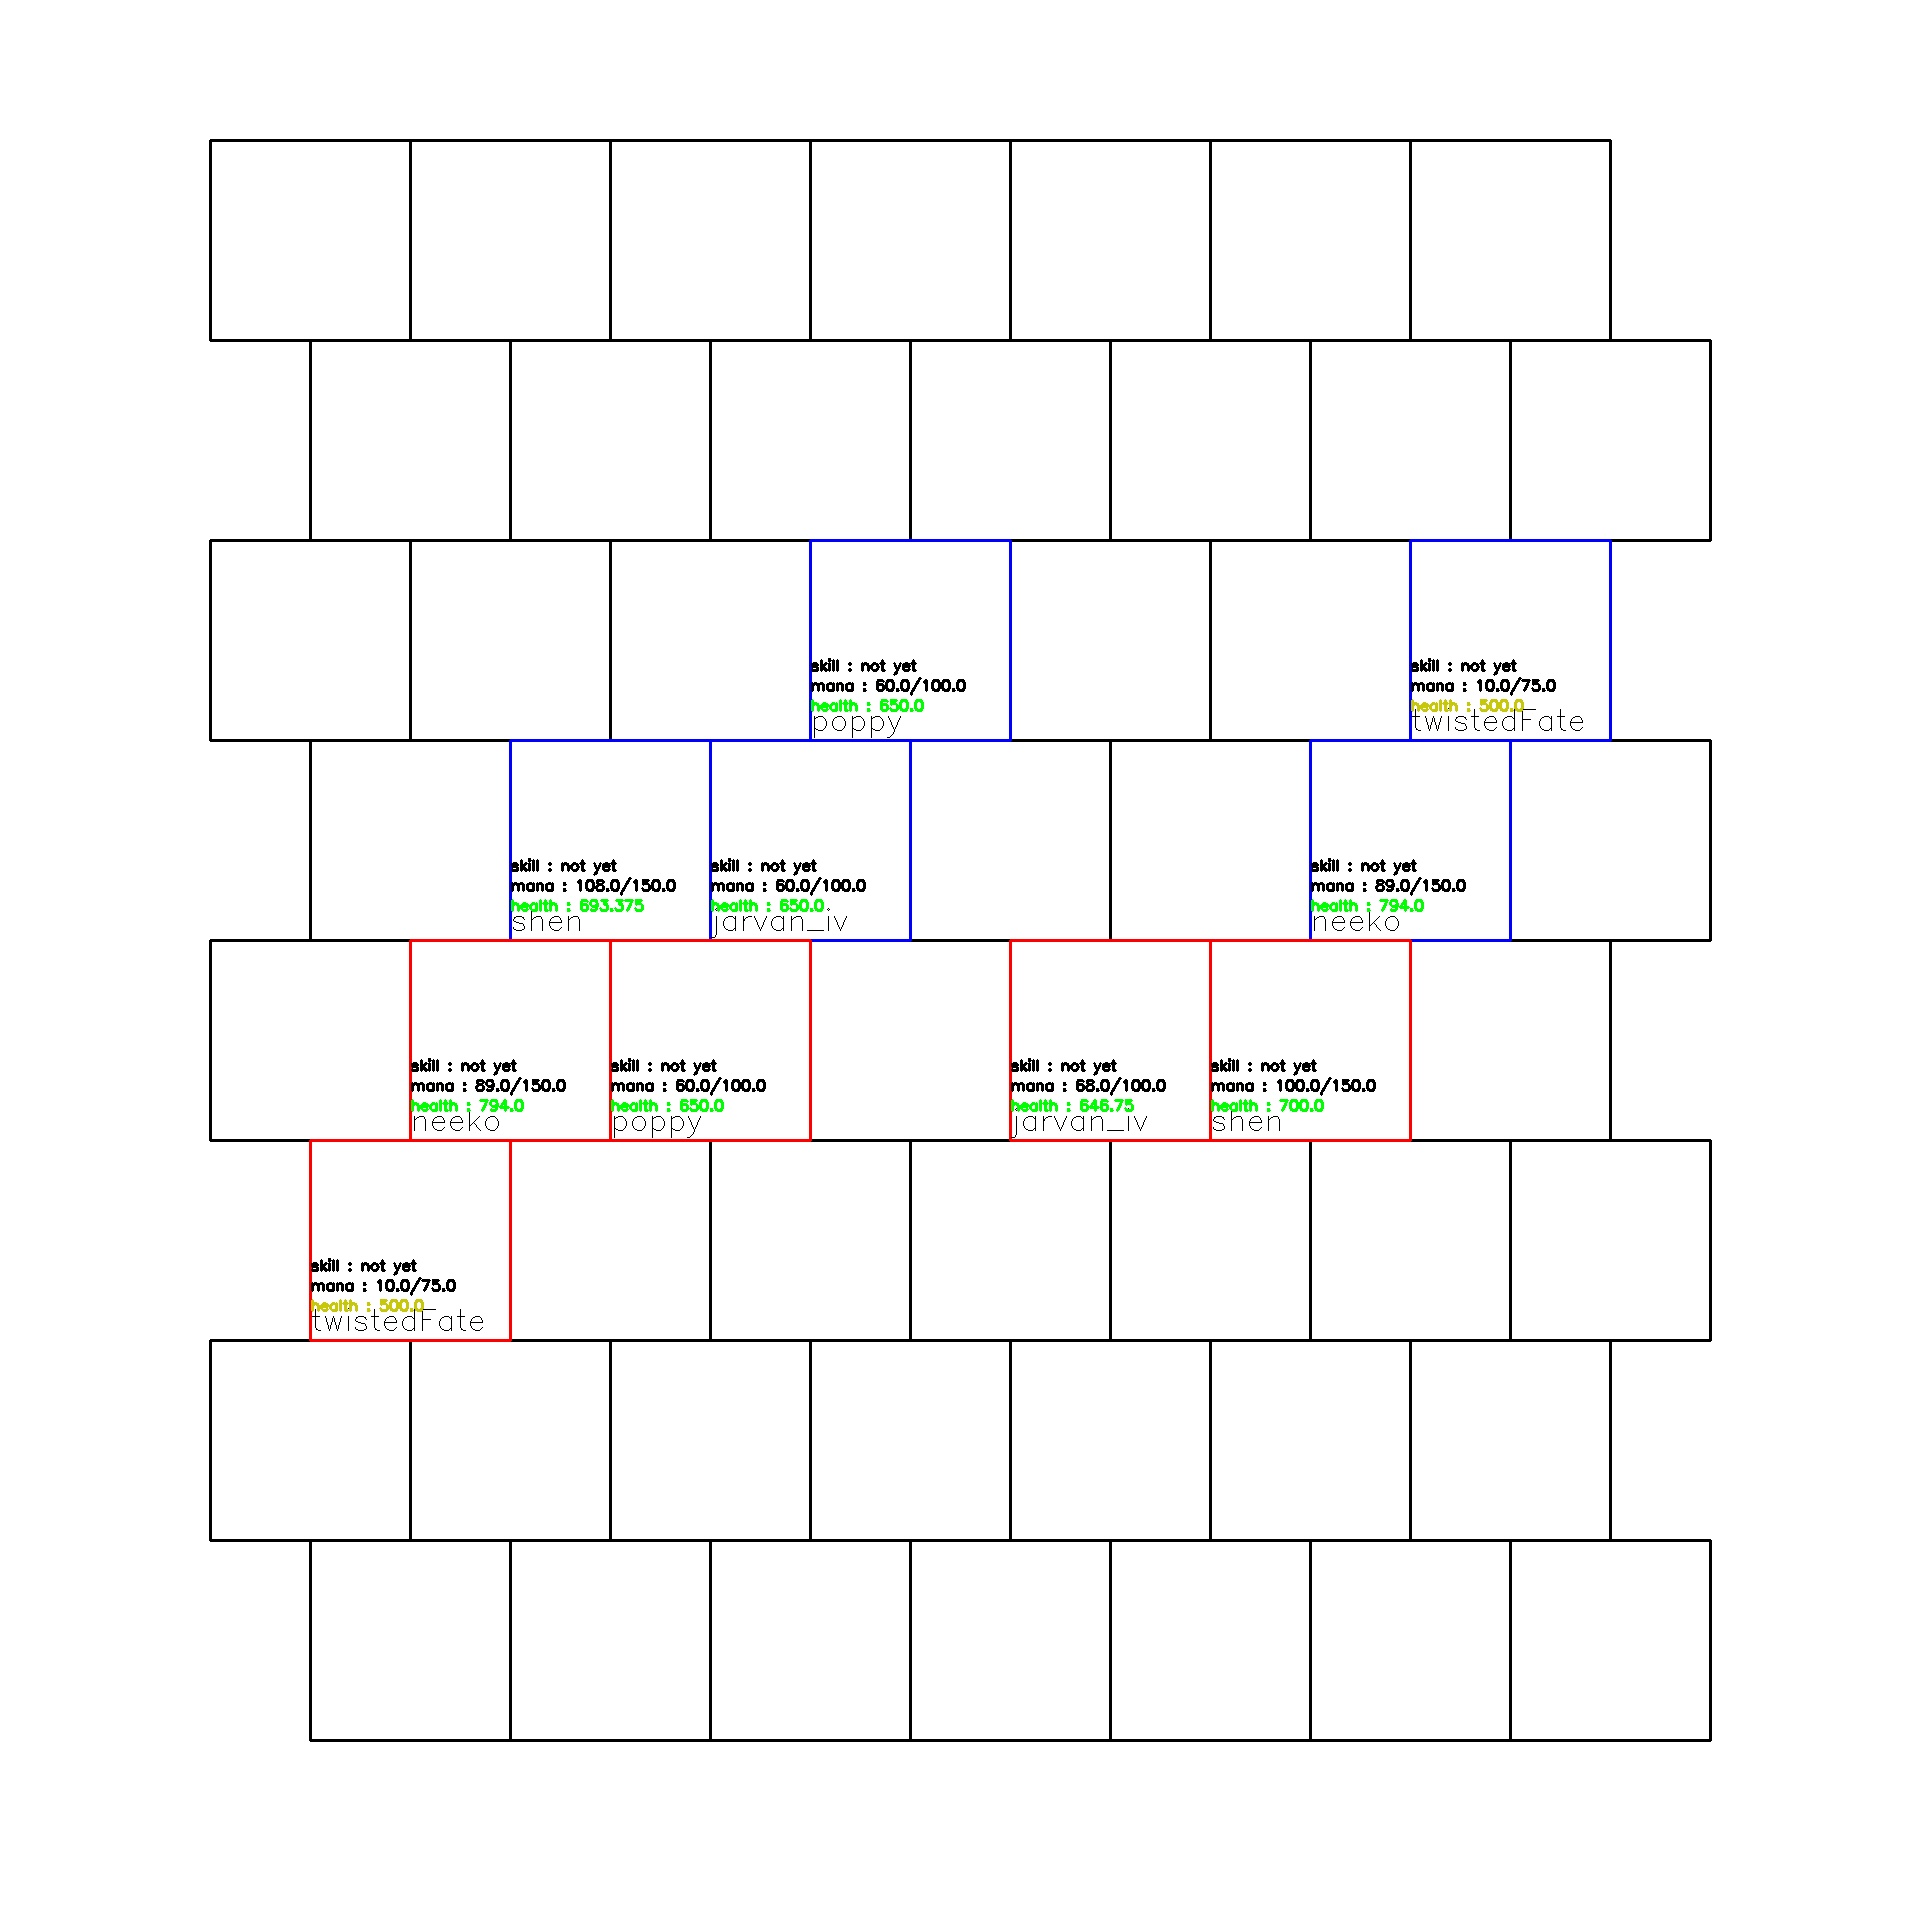 skill : not yet
mana : 60.0/100.0
health : 650.0
poppy
skill : not yet
mana : 10.0/75.0
health : 500.0
twistedFate
skill : not yet
mana : 108.0/150.0
health : 693.375
shen
skill : not yet
mana : 60.0/100.0
health : 650.0
jarvan_iv
skill : not yet
mana : 89.0/150.0
health : 794.0
neeko
skill : not yet
mana : 89.0/150.0
health : 794.0
neeko
skill : not yet
mana : 60.0/100.0
health : 650.0
poppy
skill : not yet
mana : 68.0/100.0
health : 646.75
jarvan_iv
skill : not yet
mana : 100.0/150.0
health : 700.0
shen
skill : not yet
mana : 10.0/75.0
health : 500.0
twistedFate